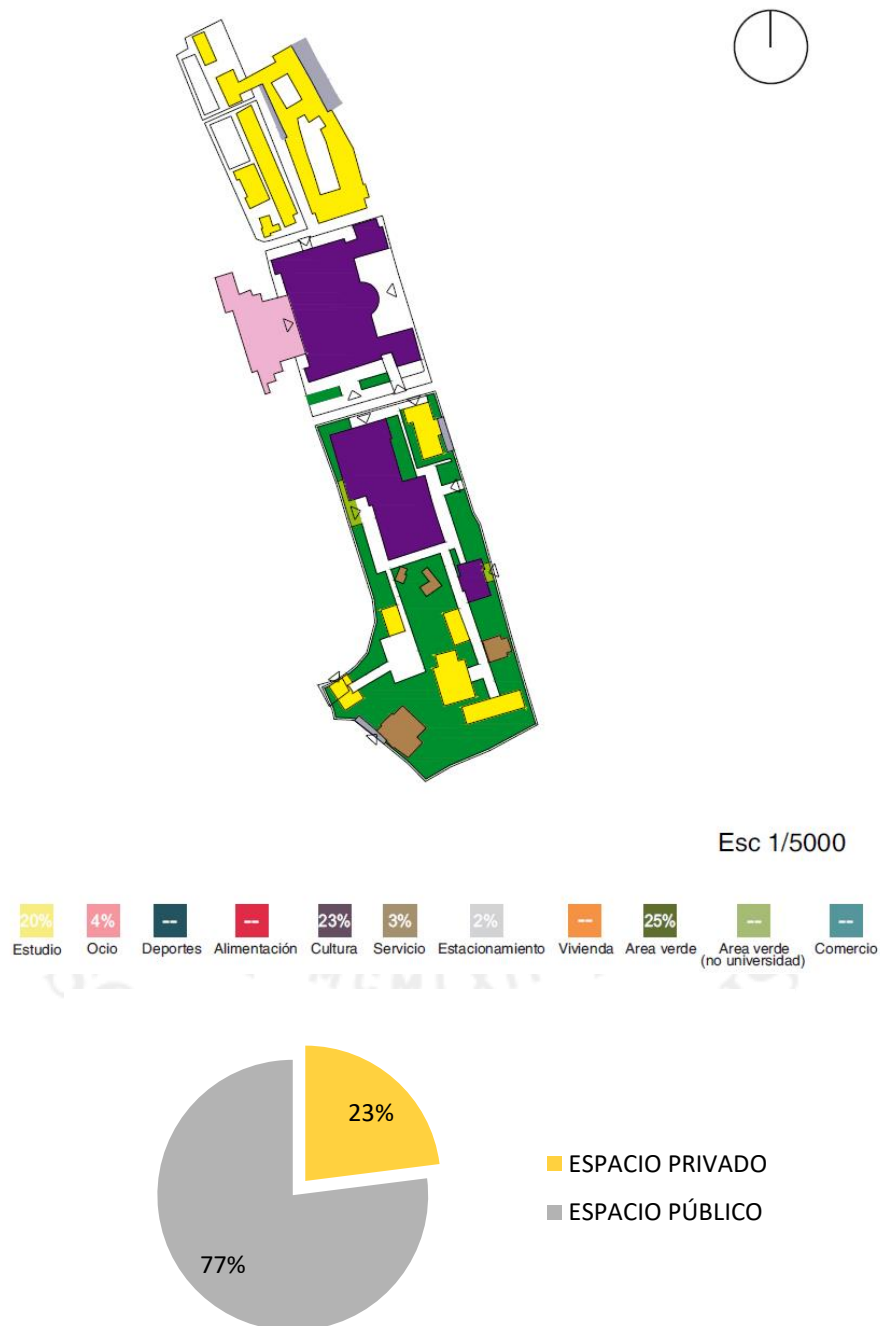 Esc 1/5000
20% 4% -- -- 23% 3% 2% -- 25% -- --
Estudio Ocio Deportes Alimentación Cultura Servicio Estacionamiento Vivienda Area verde Area verde (no universidad) Comercio
23%
ESPACIO PRIVADO
ESPACIO PÚBLICO
77%